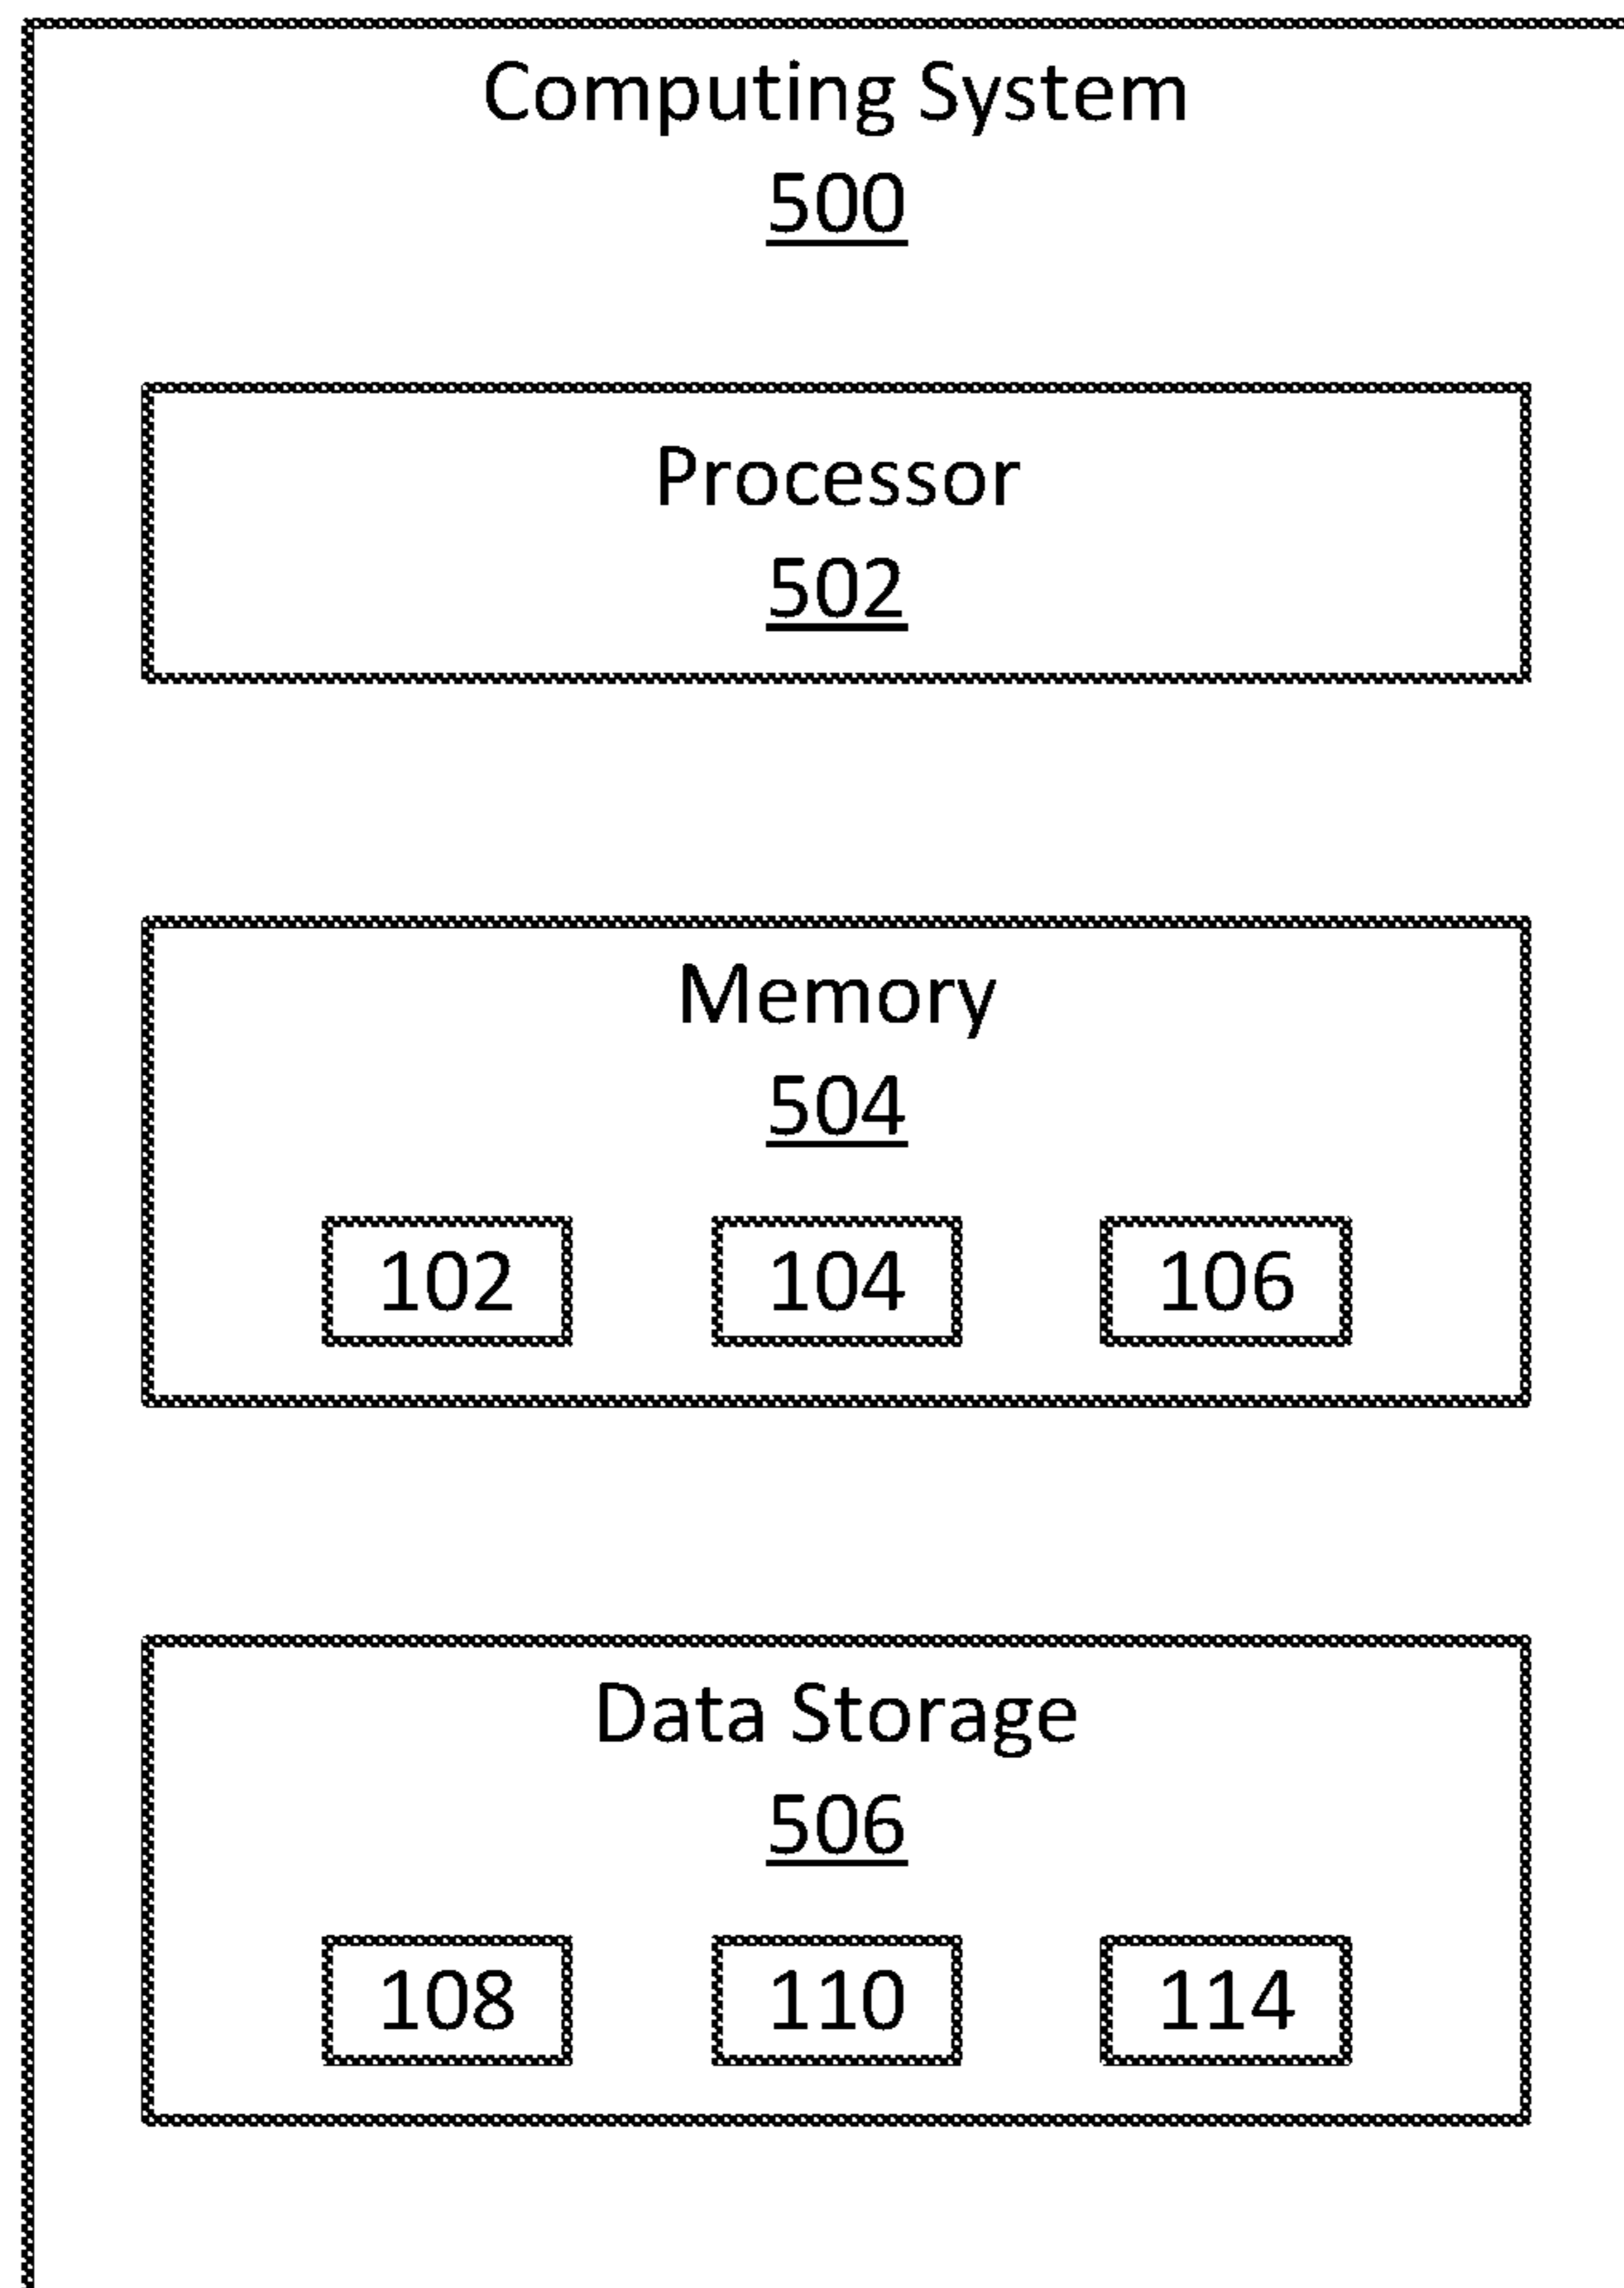 Computing System
500
Processor
502
Memory
504
102 104 106
Data Storage
506
108 110 114